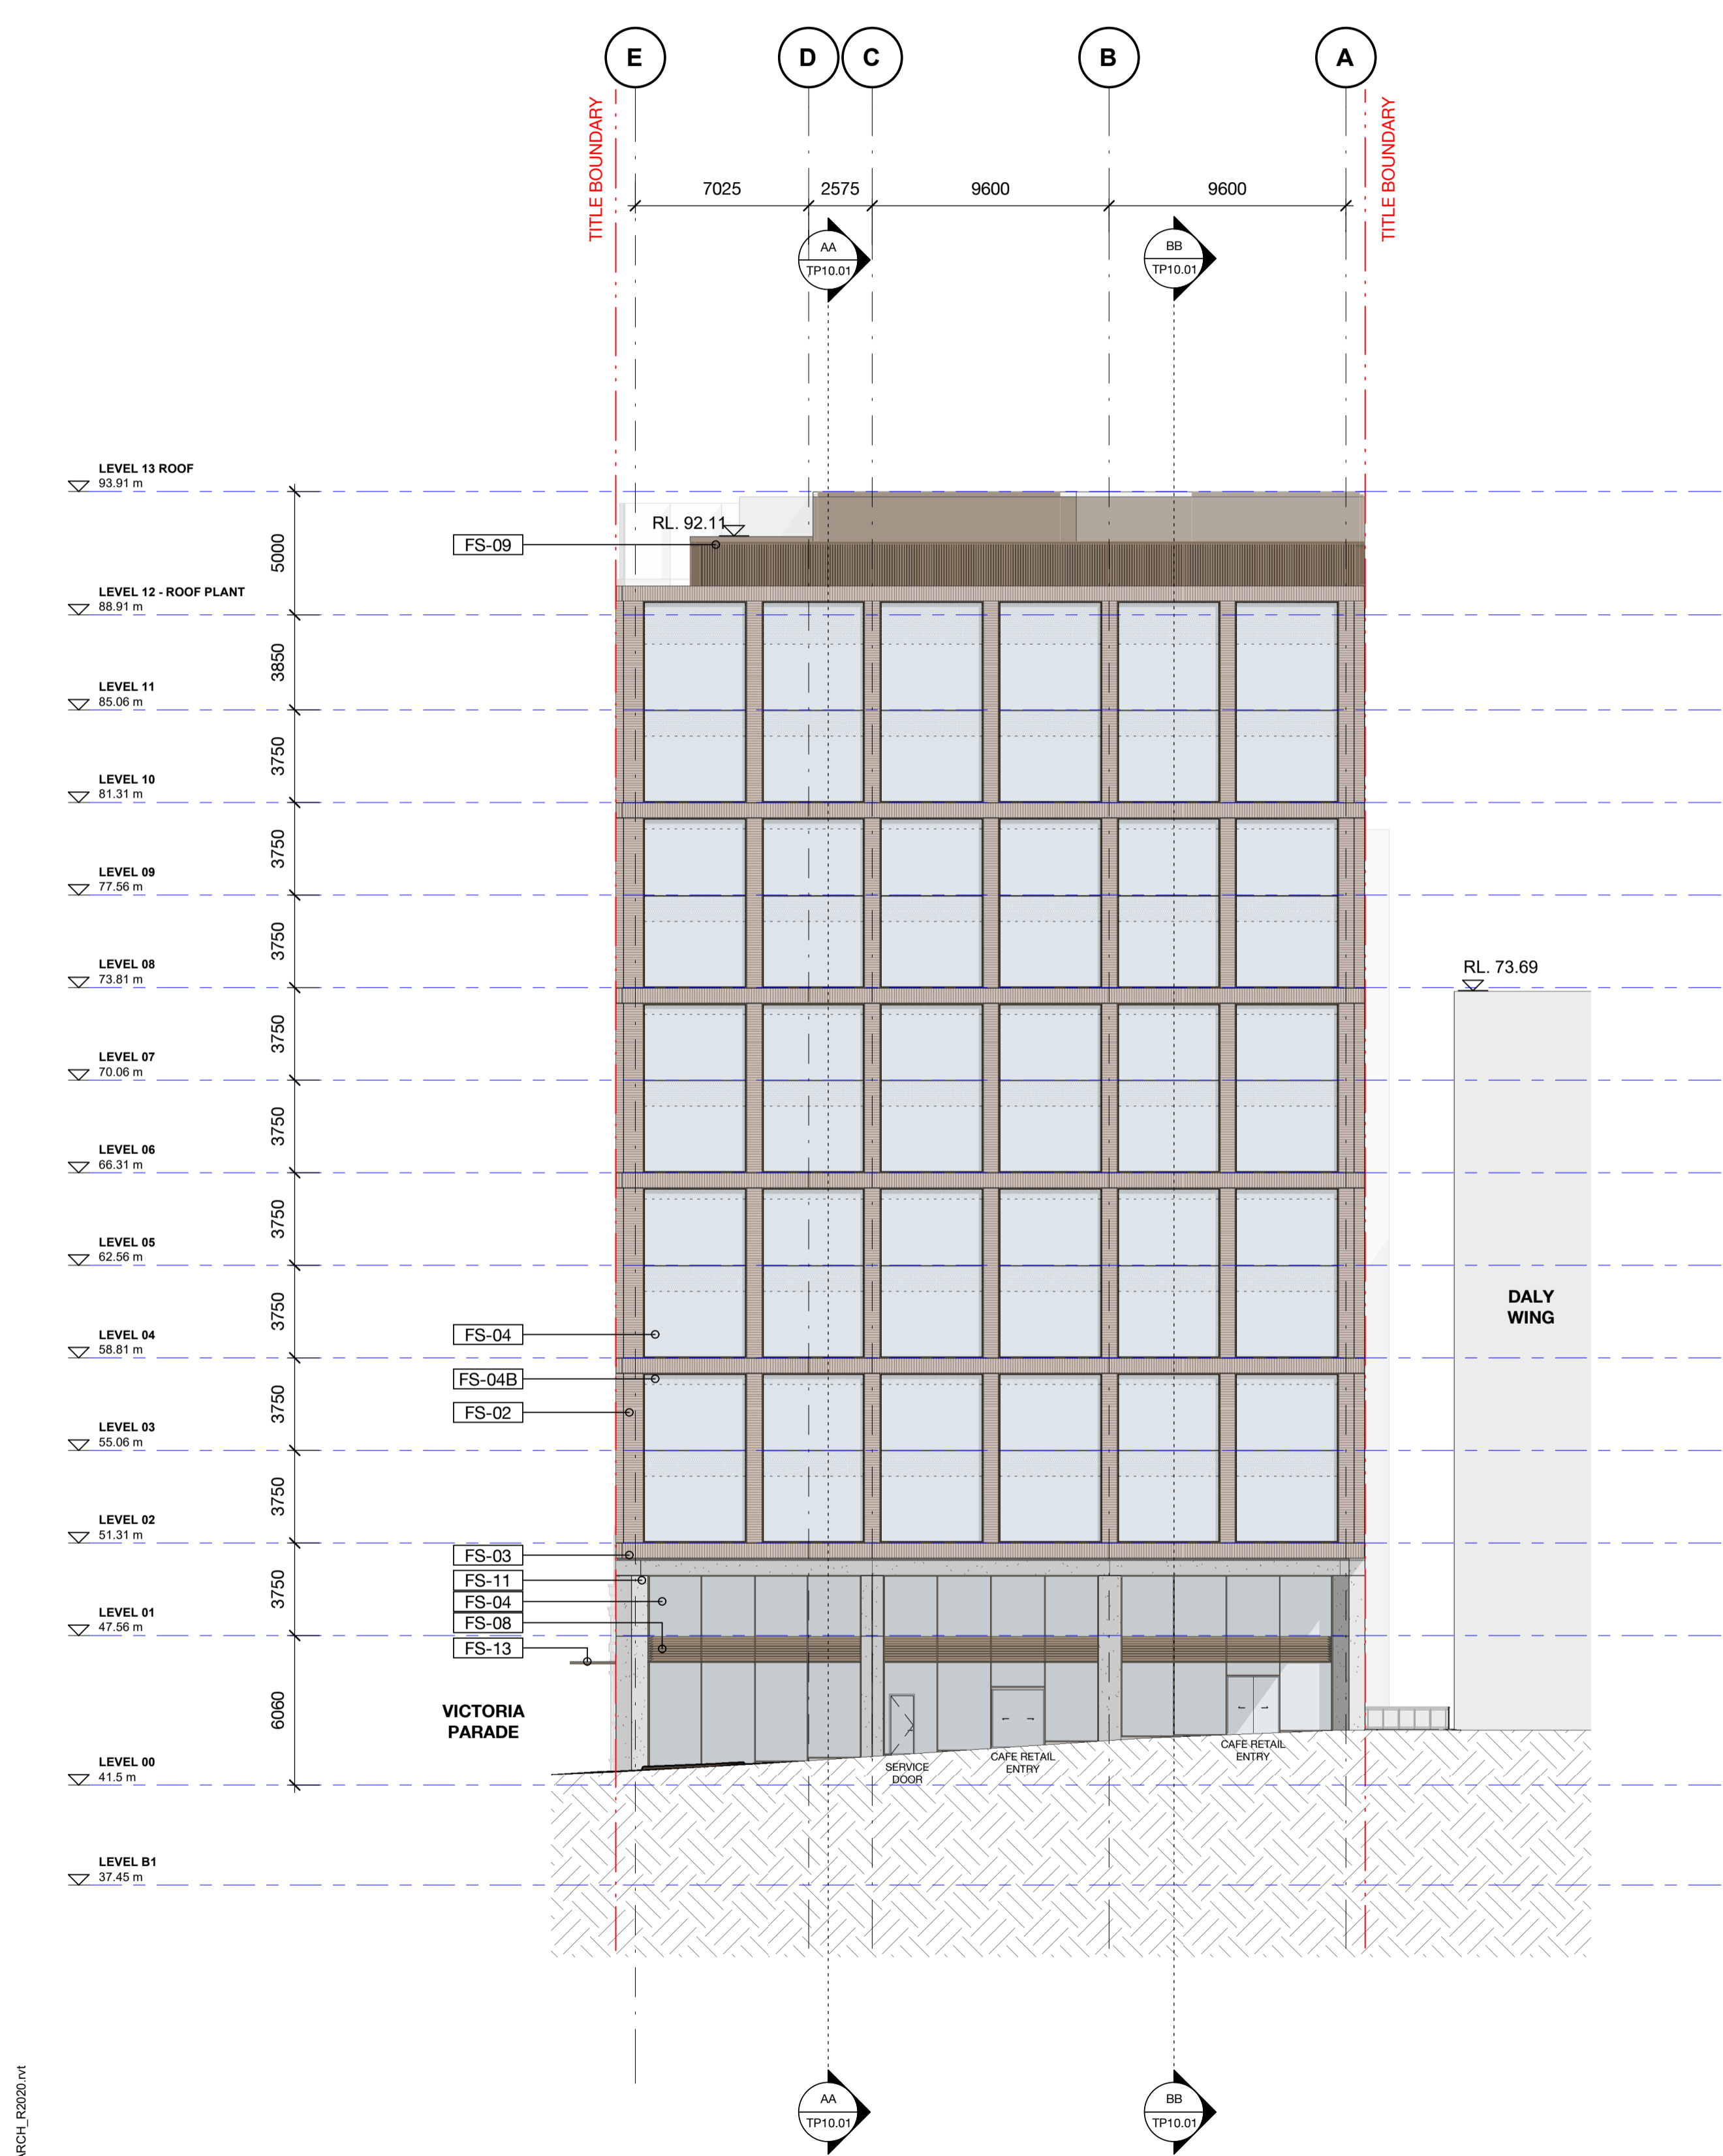 E
D
C
B
A
TITLE BOUNDARY
TITLE BOUNDARY
7025
2575
9600
9600
AA
TP10.01
BB
TP10.01
LEVEL 13 ROOF
93.91 m
RL. 92.11
FS-09
5000
LEVEL 12 - ROOF PLANT
88.91 m
3850
LEVEL 11
85.06 m
3750
LEVEL 10
81.31 m
3750
LEVEL 09
77.56 m
3750
LEVEL 08
73.81 m
RL. 73.69
3750
LEVEL 07
70.06 m
3750
LEVEL 06
66.31 m
3750
LEVEL 05
62.56 m
3750
DALY
WING
LEVEL 04
58.81 m
FS-04
FS-04B
3750
FS-02
LEVEL 03
55.06 m
3750
LEVEL 02
51.31 m
FS-03
FS-11
3750
FS-04
LEVEL 01
47.56 m
FS-08
FS-13
6060
VICTORIA
PARADE
SERVICE
DOOR
CAFE RETAIL
ENTRY
CAFE RETAIL
ENTRY
LEVEL 00
41.5 m
LEVEL B1
37.45 m
AA
TP10.01
BB
TP10.01
ARCH_R2020.rvt